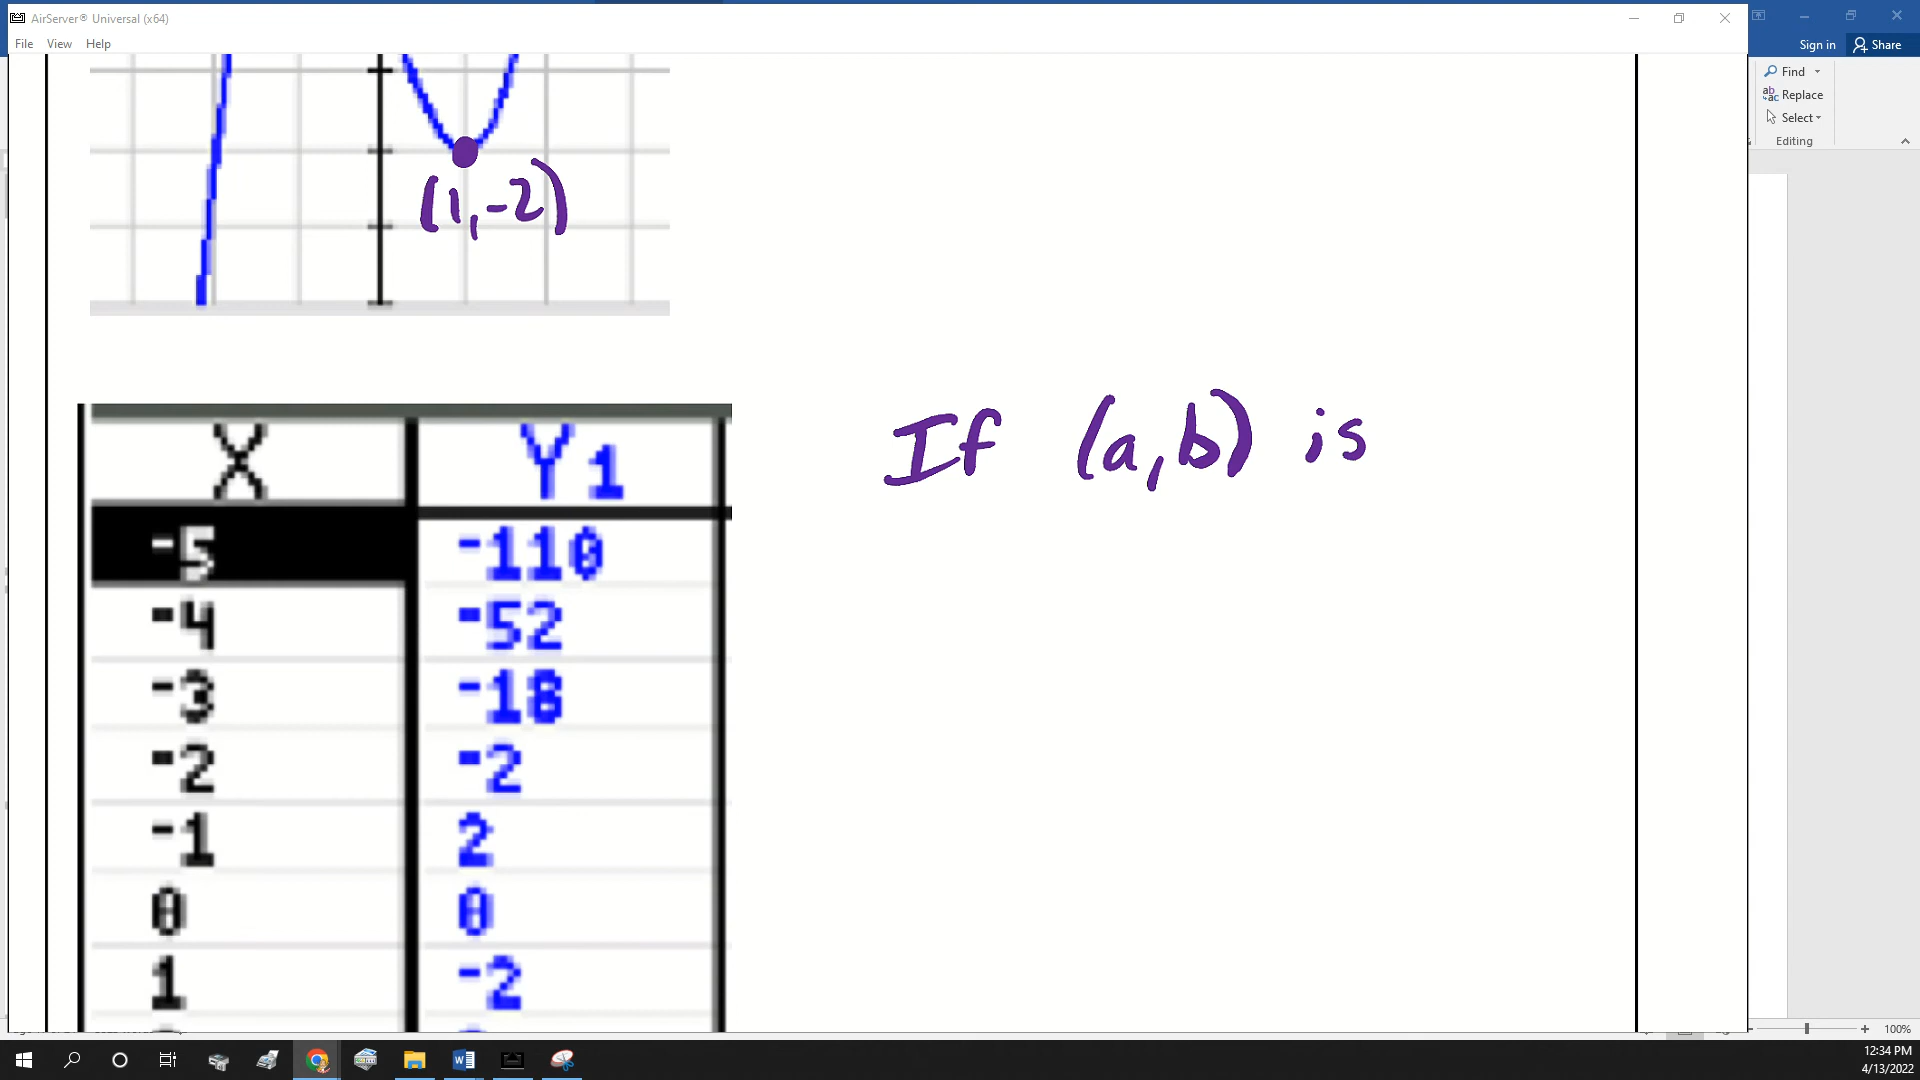 AirServer® Universal (x64)
File View Help
Sign in Share
Find
Replace
Select
Editing
(1,-2)
If (a,b) is
X Y1
-5 -110
-4 -52
-3 -18
-2 -2
-1 2
0 0
1 -2
100%
12:34 PM
4/13/2022